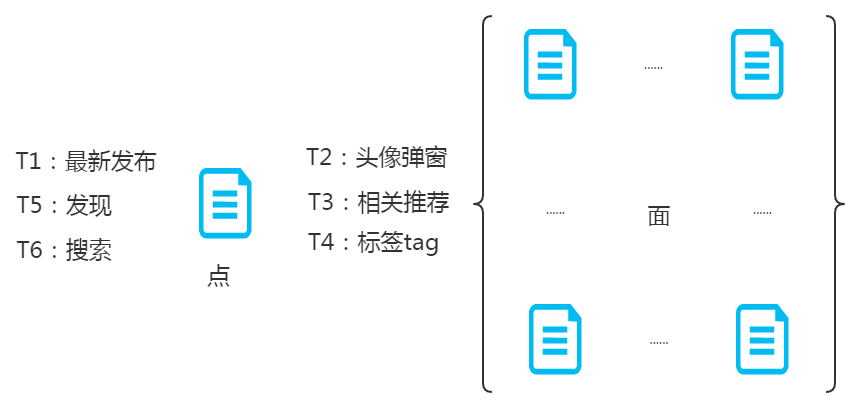 T1：最新发布
T5：发现
T6：搜索
点
T2：头像弹窗
T3：相关推荐
T4：标签tag
......
......
面
......
......